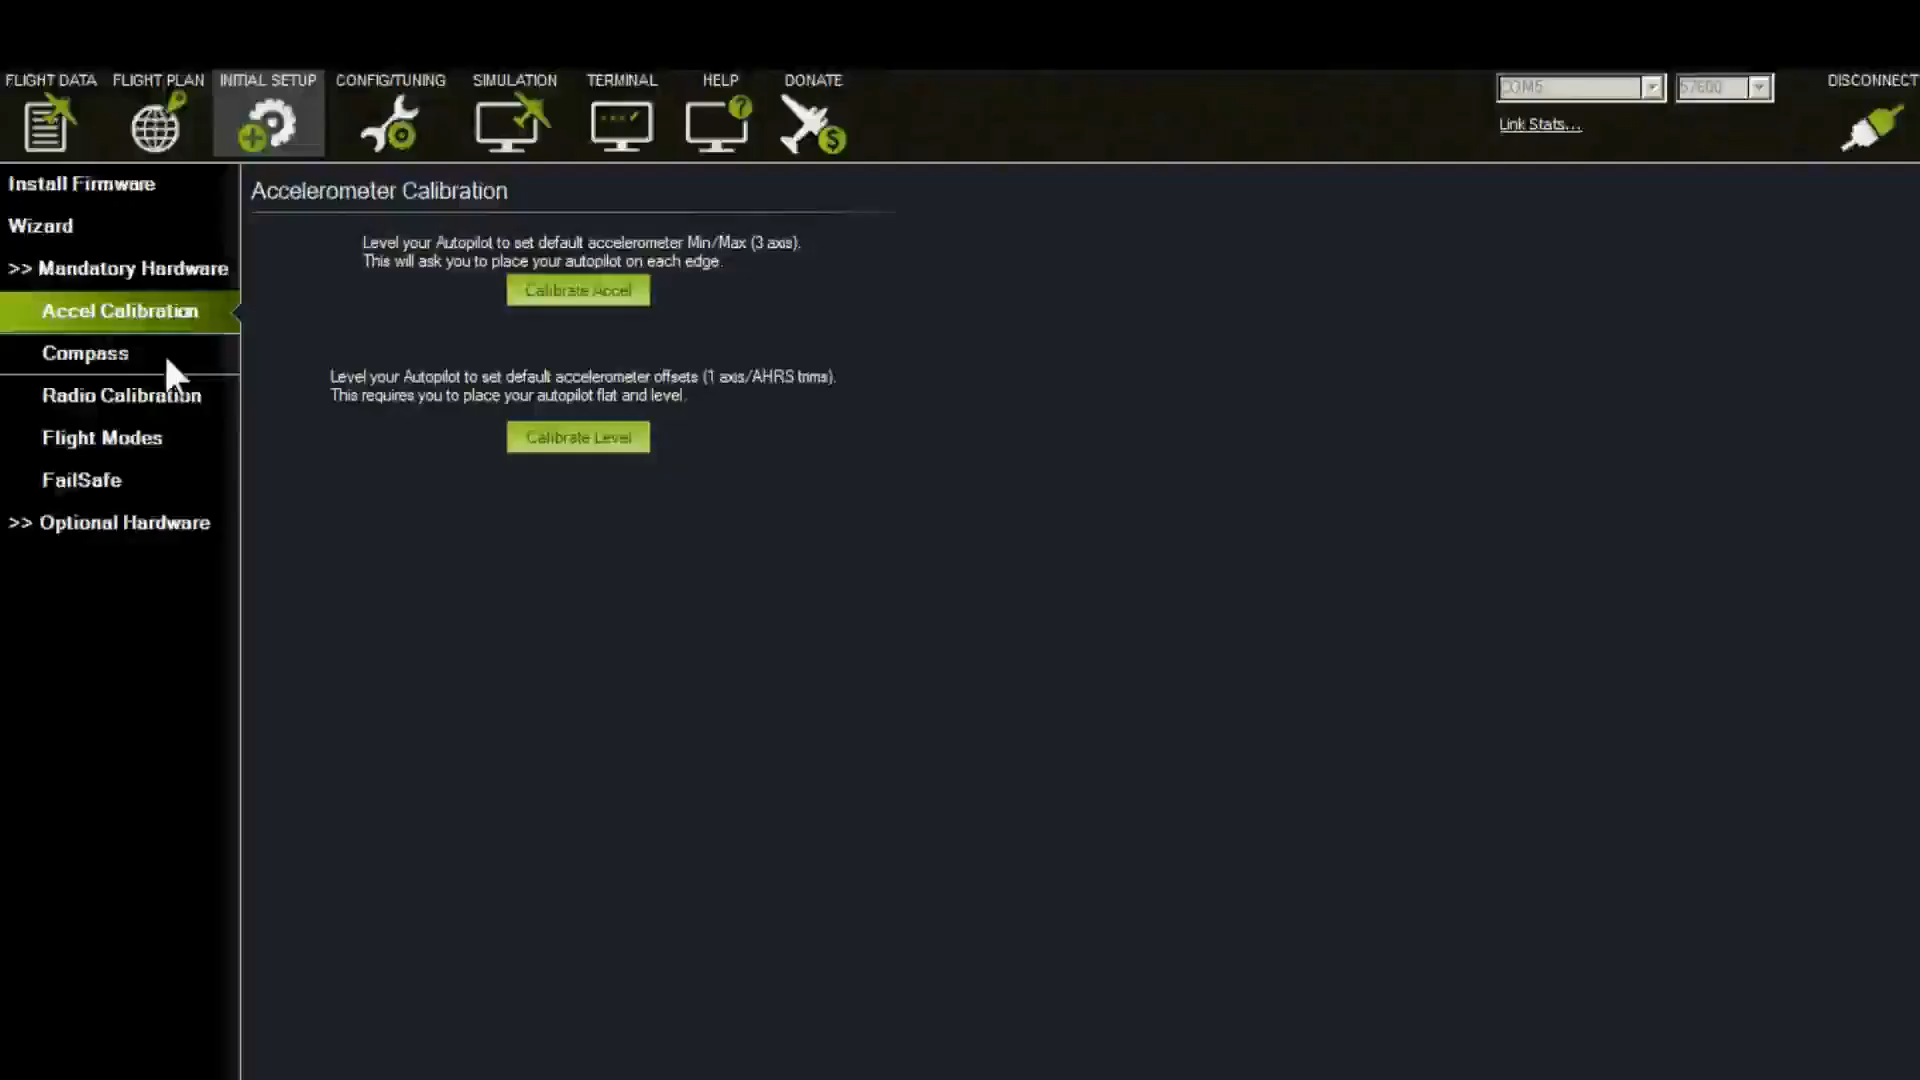 FLIGHT DATA FLIGHT PLAN INITIAL SETUP CONFIG/TUNING SIMULATION TERMINAL HELP DONATE COM5 57600 DISCONNECT
Link Stats...
Install Firmware
Wizard
>> Mandatory Hardware
Accel Calibration
Compass
Radio Calibration
Flight Modes
FailSafe
>> Optional Hardware
Accelerometer Calibration
Level your Autopilot to set default accelerometer Min/Max (3 axis).
This will ask you to place your autopilot on each edge.
Calibrate Accel
Level your Autopilot to set default accelerometer offsets (1 axis/AHRS trims).
This requires you to place your autopilot flat and level.
Calibrate Level